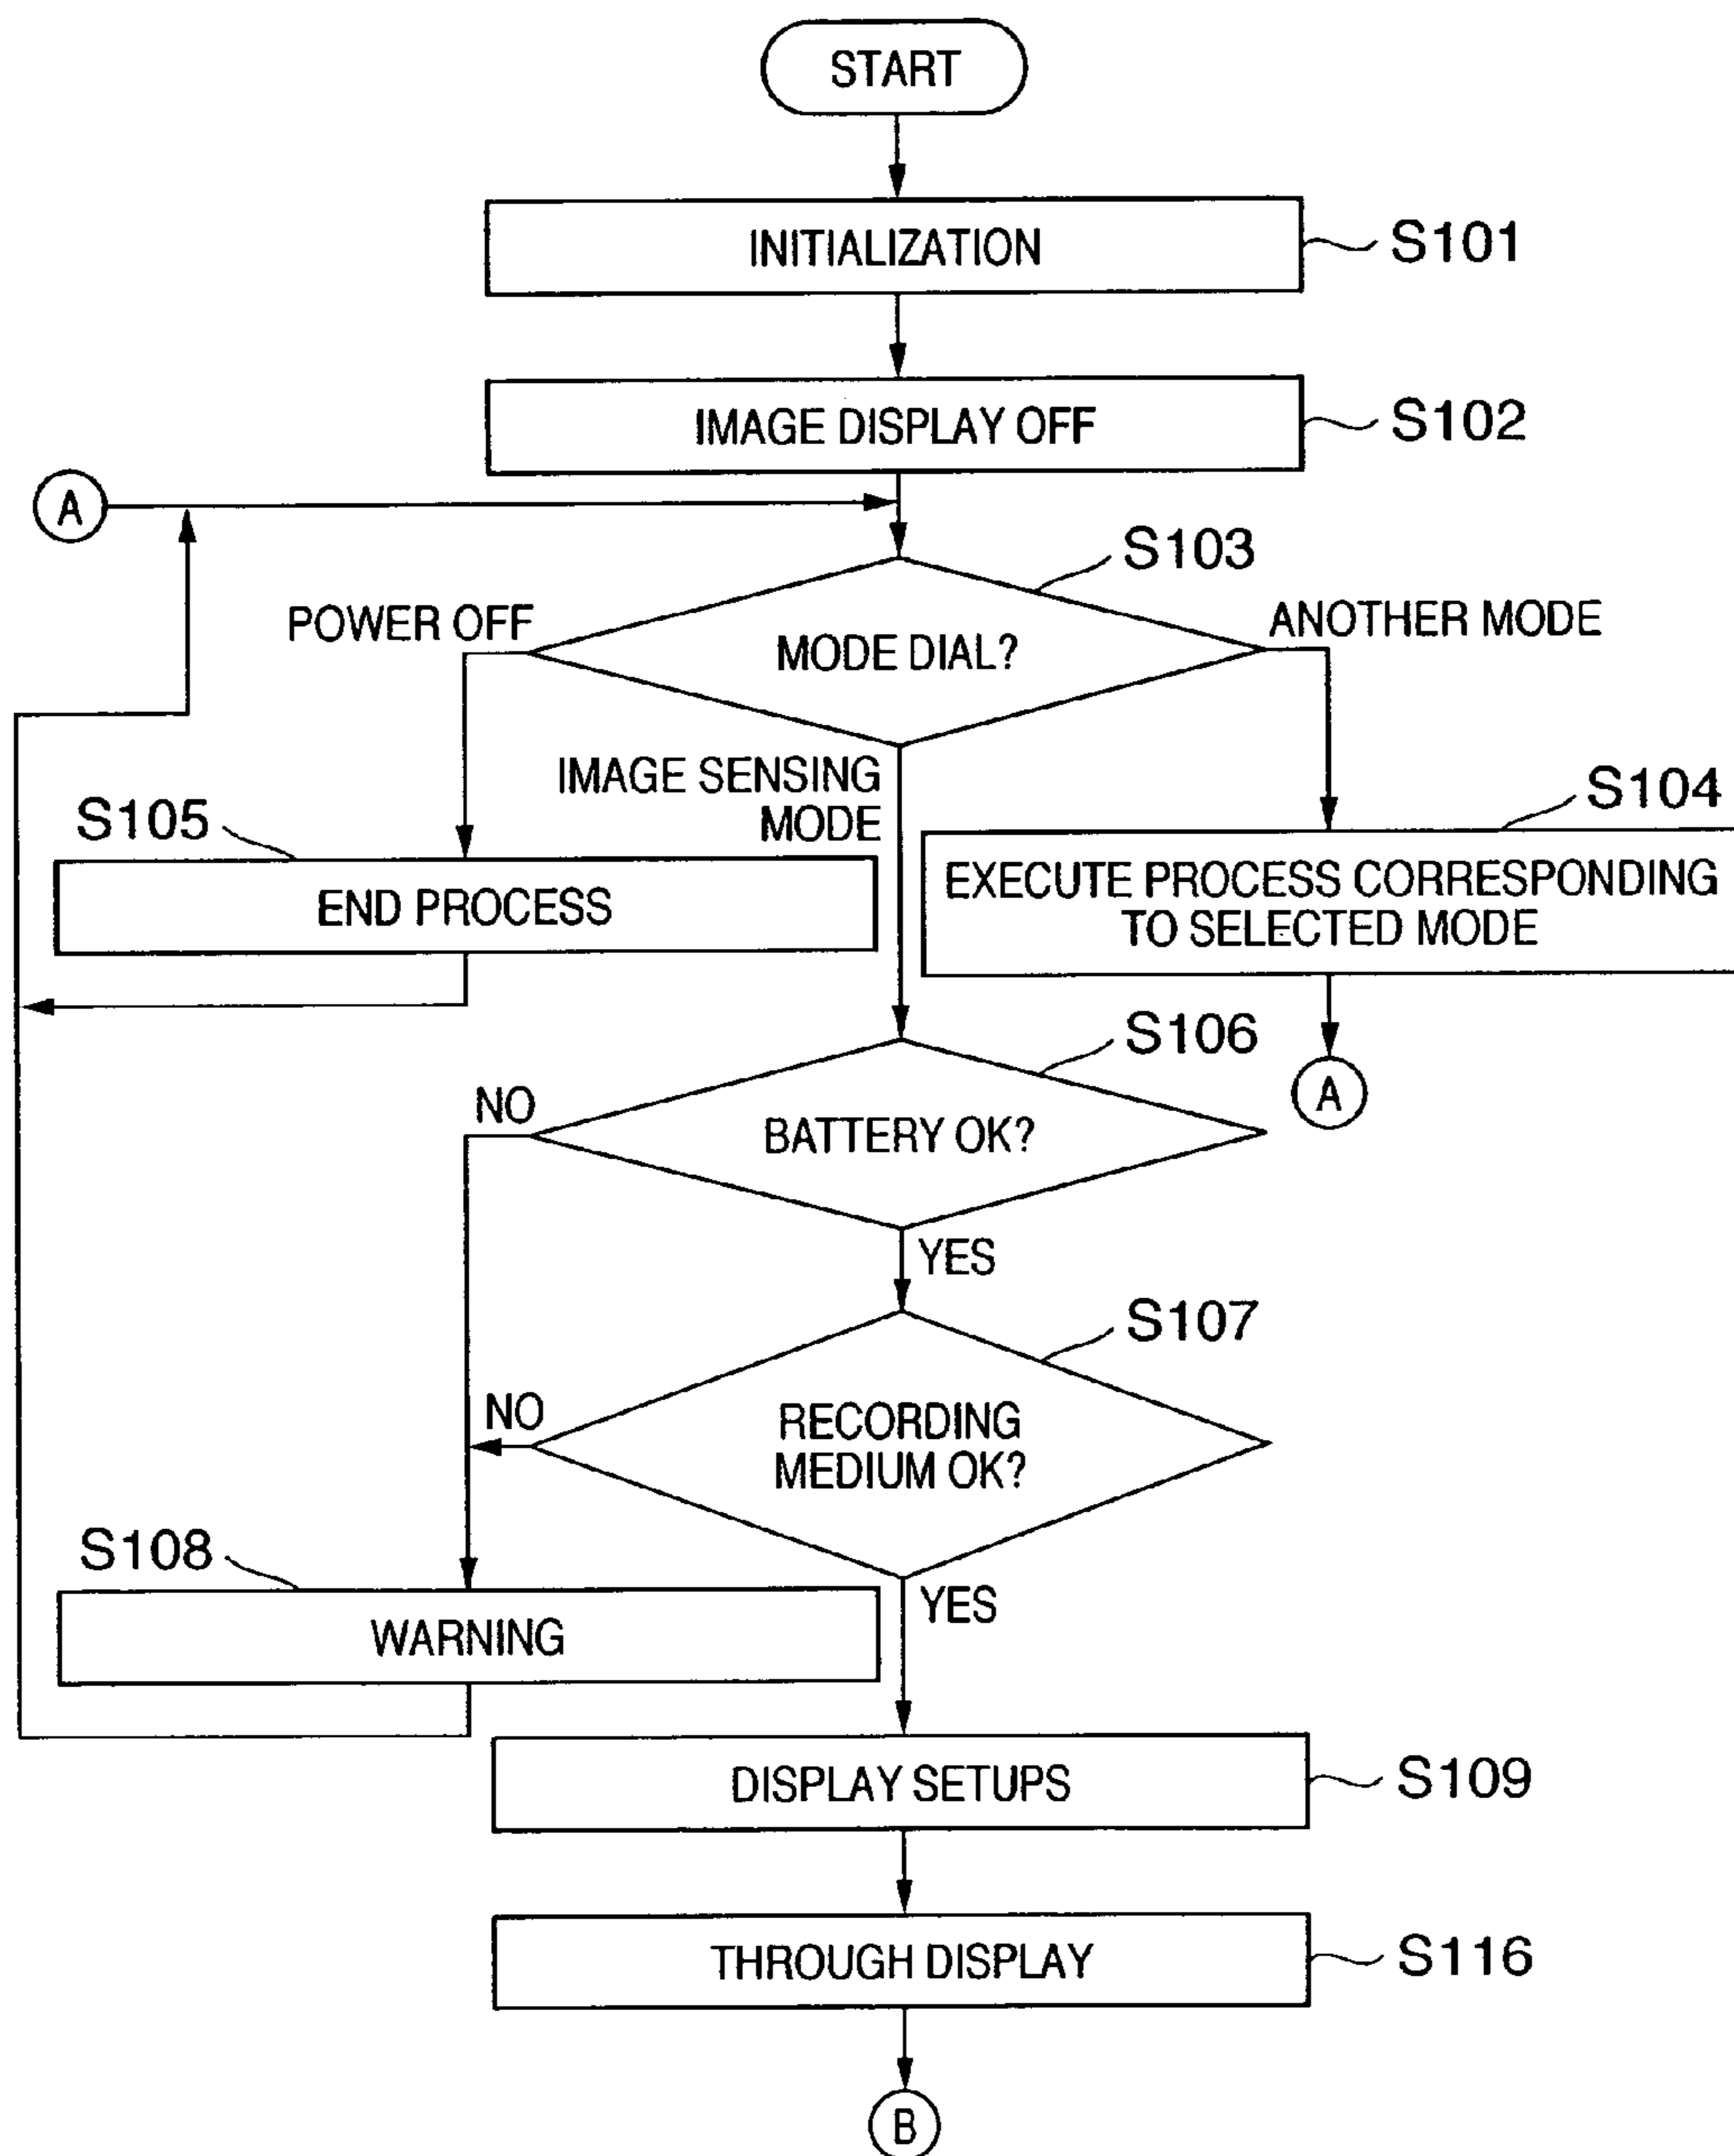 START
INITIALIZATION
S101
IMAGE DISPLAY OFF
S102
A
S103
POWER OFF
MODE DIAL?
ANOTHER MODE
IMAGE SENSING
MODE
S104
S105
END PROCESS
EXECUTE PROCESS CORRESPONDING
TO SELECTED MODE
S106
A
NO
BATTERY OK?
YES
S107
NO
RECORDING
MEDIUM OK?
S108
YES
WARNING
DISPLAY SETUPS
S109
THROUGH DISPLAY
S116
B